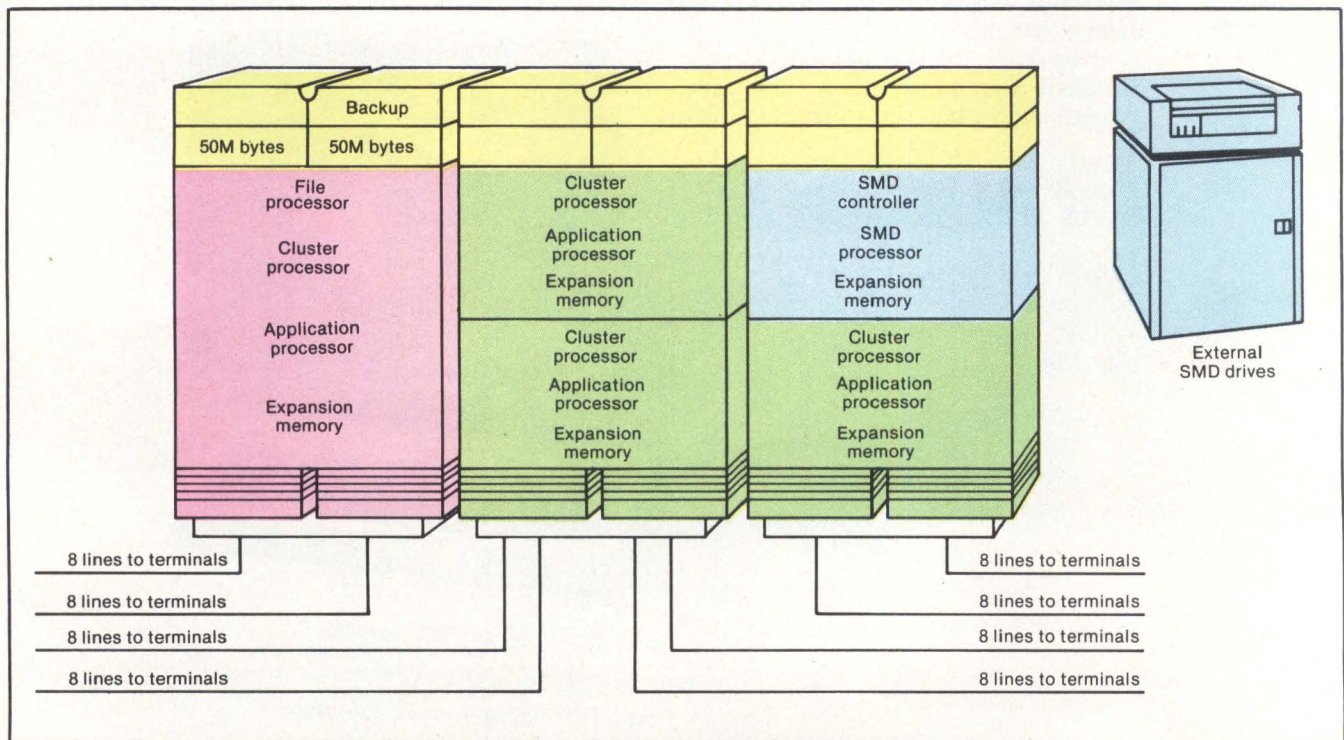 Backup
50M bytes
50M bytes
File
processor
Cluster
processor
Application
processor
Expansion
memory
Cluster
processor
Application
processor
Expansion
memory
Cluster
processor
Application
processor
Expansion
memory
SMD
controller
SMD
processor
Expansion
memory
Cluster
processor
Application
processor
Expansion
memory
External
SMD drives
8 lines to terminals
8 lines to terminals
8 lines to terminals
8 lines to terminals
8 lines to terminals
8 lines to terminals
8 lines to terminals
8 lines to terminals